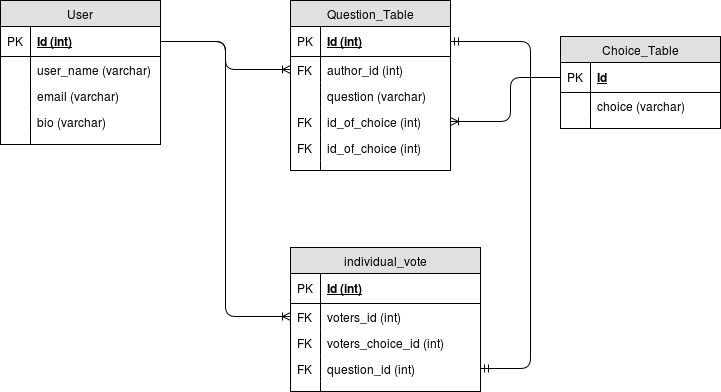 User
PK Id (int)
user_name (varchar)
email (varchar)
bio (varchar)
Question_Table
PK Id (int)
FK author_id (int)
question (varchar)
FK id_of_choice (int)
FK id_of_choice (int)
Choice_Table
PK Id
choice (varchar)
individual_vote
PK Id (int)
FK voters_id (int)
FK voters_choice_id (int)
FK question_id (int)